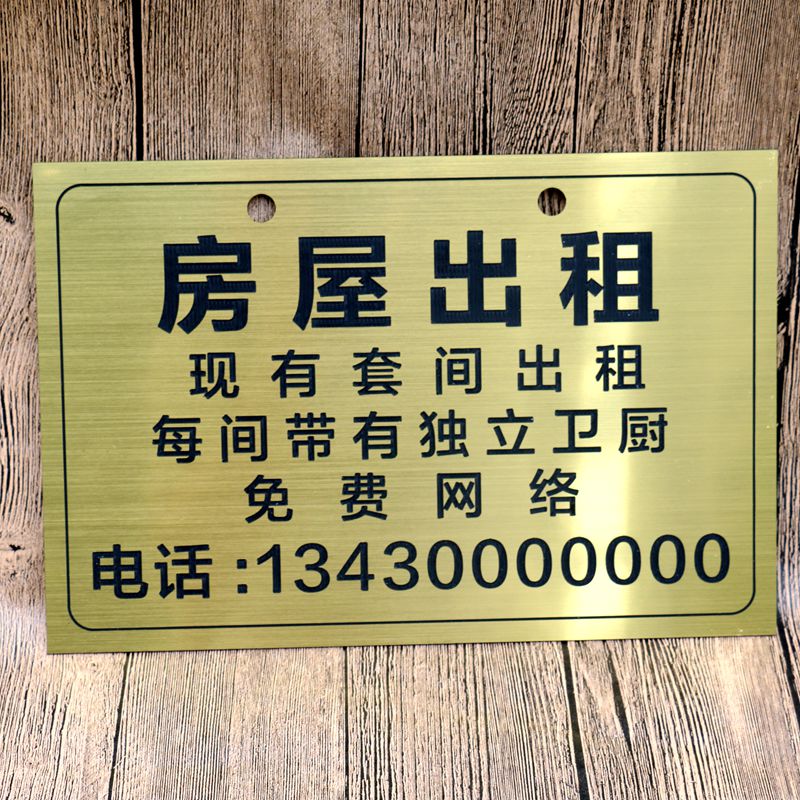 房屋出租
现有套间出租
每间带有独立卫厨
免费网络
电话:13430000000